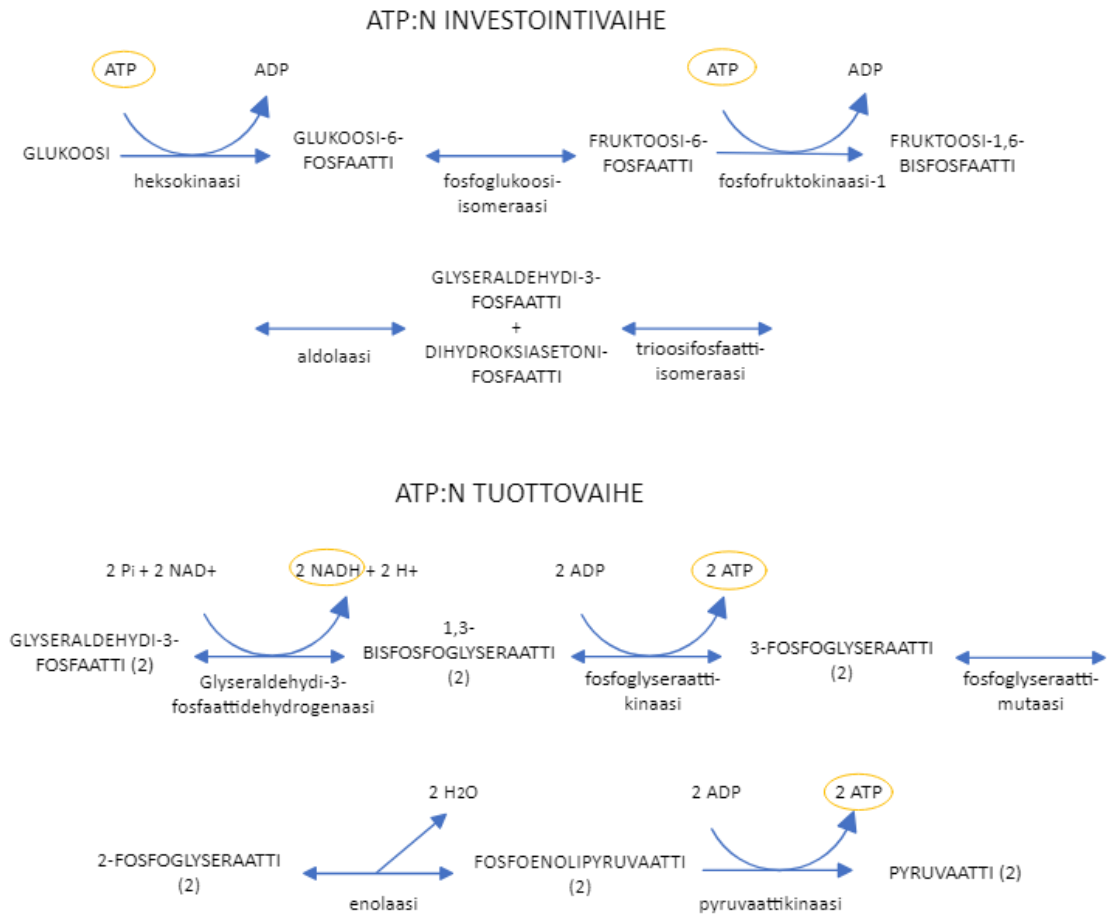 ATP:N INVESTOINTIVAIHE
ATP
ADP
ATP
ADP
GLUKOOSI
GLUKOOSI-6-
FOSFAATTI
FRUKTOOSI-6-
FOSFAATTI
FRUKTOOSI-1,6-
BISFOSFAATTI
heksokinaasi
fosfoglukoosi-
isomeraasi
fosfofruktokinaasi-1
aldolaasi
GLYSERALDEHYDI-3-
FOSFAATTI
+
DIHYDROKSIASETONI-
FOSFAATTI
trioosifosfaatti-
isomeraasi
ATP:N TUOTTOVAIHE
2 Pi + 2 NAD+
2 NADH + 2 H+
2 ADP
2 ATP
GLYSERALDEHYDI-3-
FOSFAATTI (2)
Glyseraldehydi-3-
fosfaattidehydrogenaasi
1,3-
BISFOSFOGLYSERAATTI
(2)
fosfoglyseraatti-
kinaasi
3-FOSFOGLYSERAATTI
(2)
fosfoglyseraatti-
mutaasi
2 H2O
2 ADP
2 ATP
2-FOSFOGLYSERAATTI
(2)
enolaasi
FOSFOENOLIPYRUVAATTI
(2)
pyruvaattikinaasi
PYRUVAATTI (2)